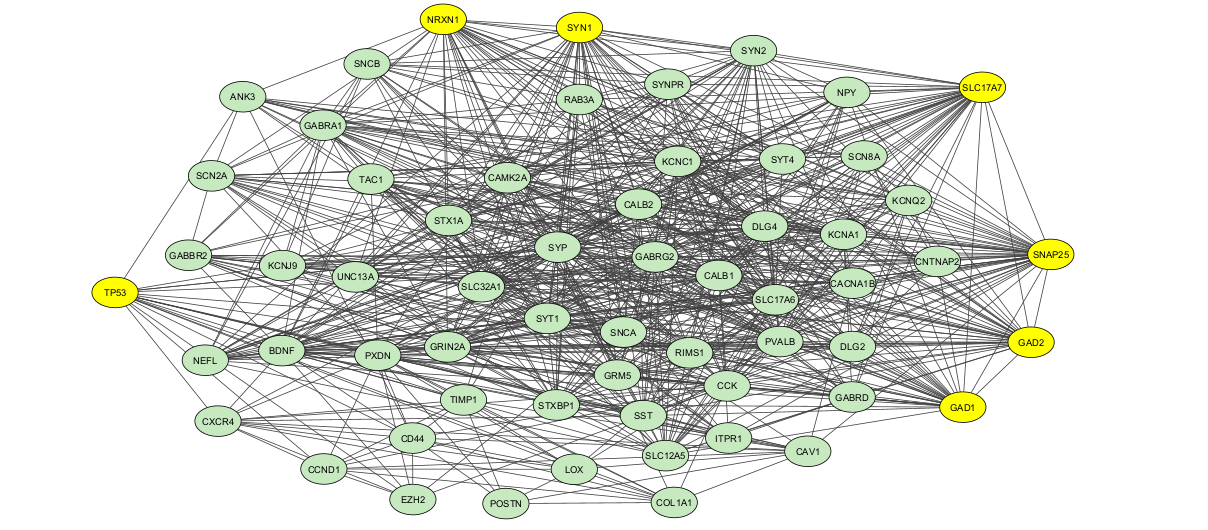 NRXN1
SYN1
SYN2
SNCB
SYNPR
SLC17A7
NPY
ANK3
RAB3A
GABRA1
KCNC1
SYT4
SCN8A
SCN2A
TAC1
CAMK2A
KCNQ2
CALB2
STX1A
DLG4
KCNA1
SYP
GABBR2
GABRG2
SNAP25
CNTNAP2
KCNJ9
UNC13A
CALB1
CACNA1B
SLC32A1
TP53
SLC17A6
SYT1
SNCA
PVALB
GAD2
GRIN2A
DLG2
BDNF
RIMS1
PXDN
NEFL
GRM5
CCK
GABRD
TIMP1
STXBP1
GAD1
SST
CXCR4
CD44
ITPR1
CAV1
SLC12A5
CCND1
LOX
EZH2
POSTN
COL1A1